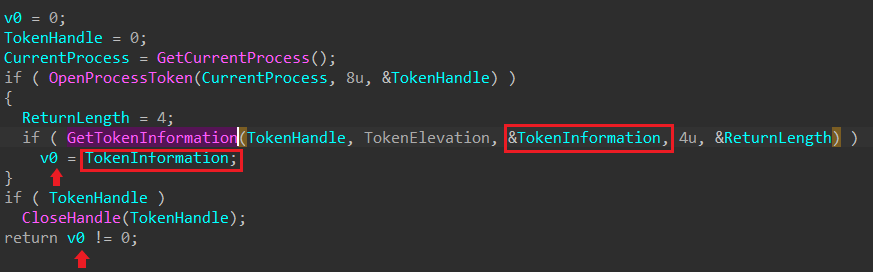 v0 = 0;
TokenHandle = 0;
CurrentProcess = GetCurrentProcess();
if ( OpenProcessToken(CurrentProcess, 8u, &TokenHandle) )
{
  ReturnLength = 4;
  if ( GetTokenInformation(TokenHandle, TokenElevation, &TokenInformation, 4u, &ReturnLength) )
    v0 = TokenInformation;
}
if ( TokenHandle )
  CloseHandle(TokenHandle);
return v0 != 0;